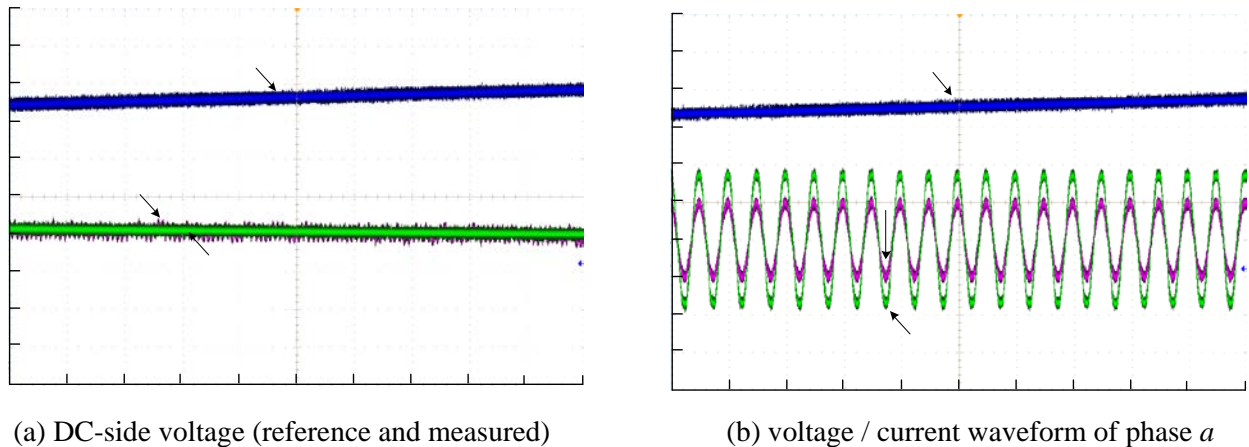 (a) DC-side voltage (reference and measured)
(b) voltage / current waveform of phase a